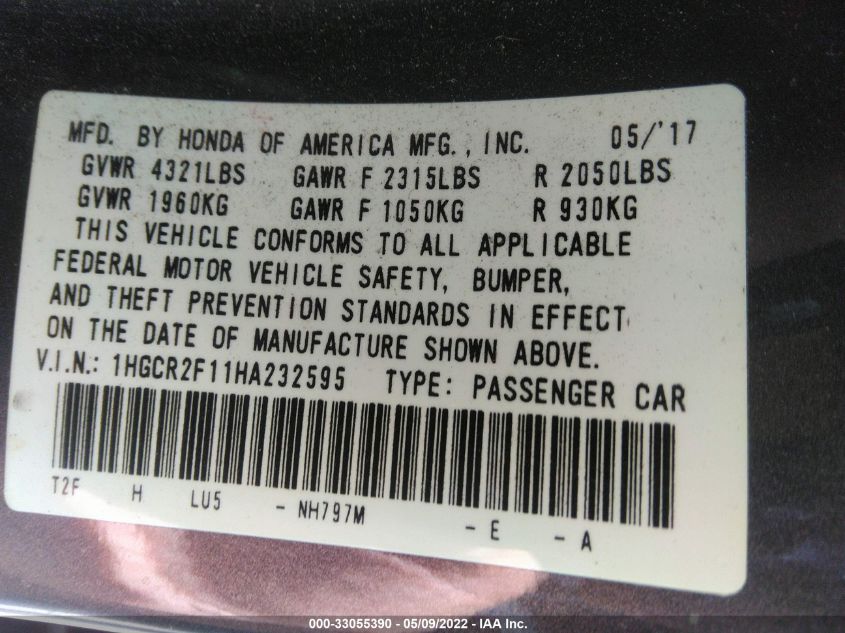 MFD. BY HONDA OF AMERICA MFG., INC. 05/'17
GVWR 4321LBS GAWR F 2315LBS R 2050LBS
GVWR 1960KG GAWR F 1050KG R 930KG
THIS VEHICLE CONFORMS TO ALL APPLICABLE
FEDERAL MOTOR VEHICLE SAFETY, BUMPER,
AND THEFT PREVENTION STANDARDS IN EFFECT
ON THE DATE OF MANUFACTURE SHOWN ABOVE.
V.I.N.: 1HGCR2F11HA232595 TYPE: PASSENGER CAR
T2F H LU5 - NH797M - E - A
000-33055390 - 05/09/2022 - IAA Inc.